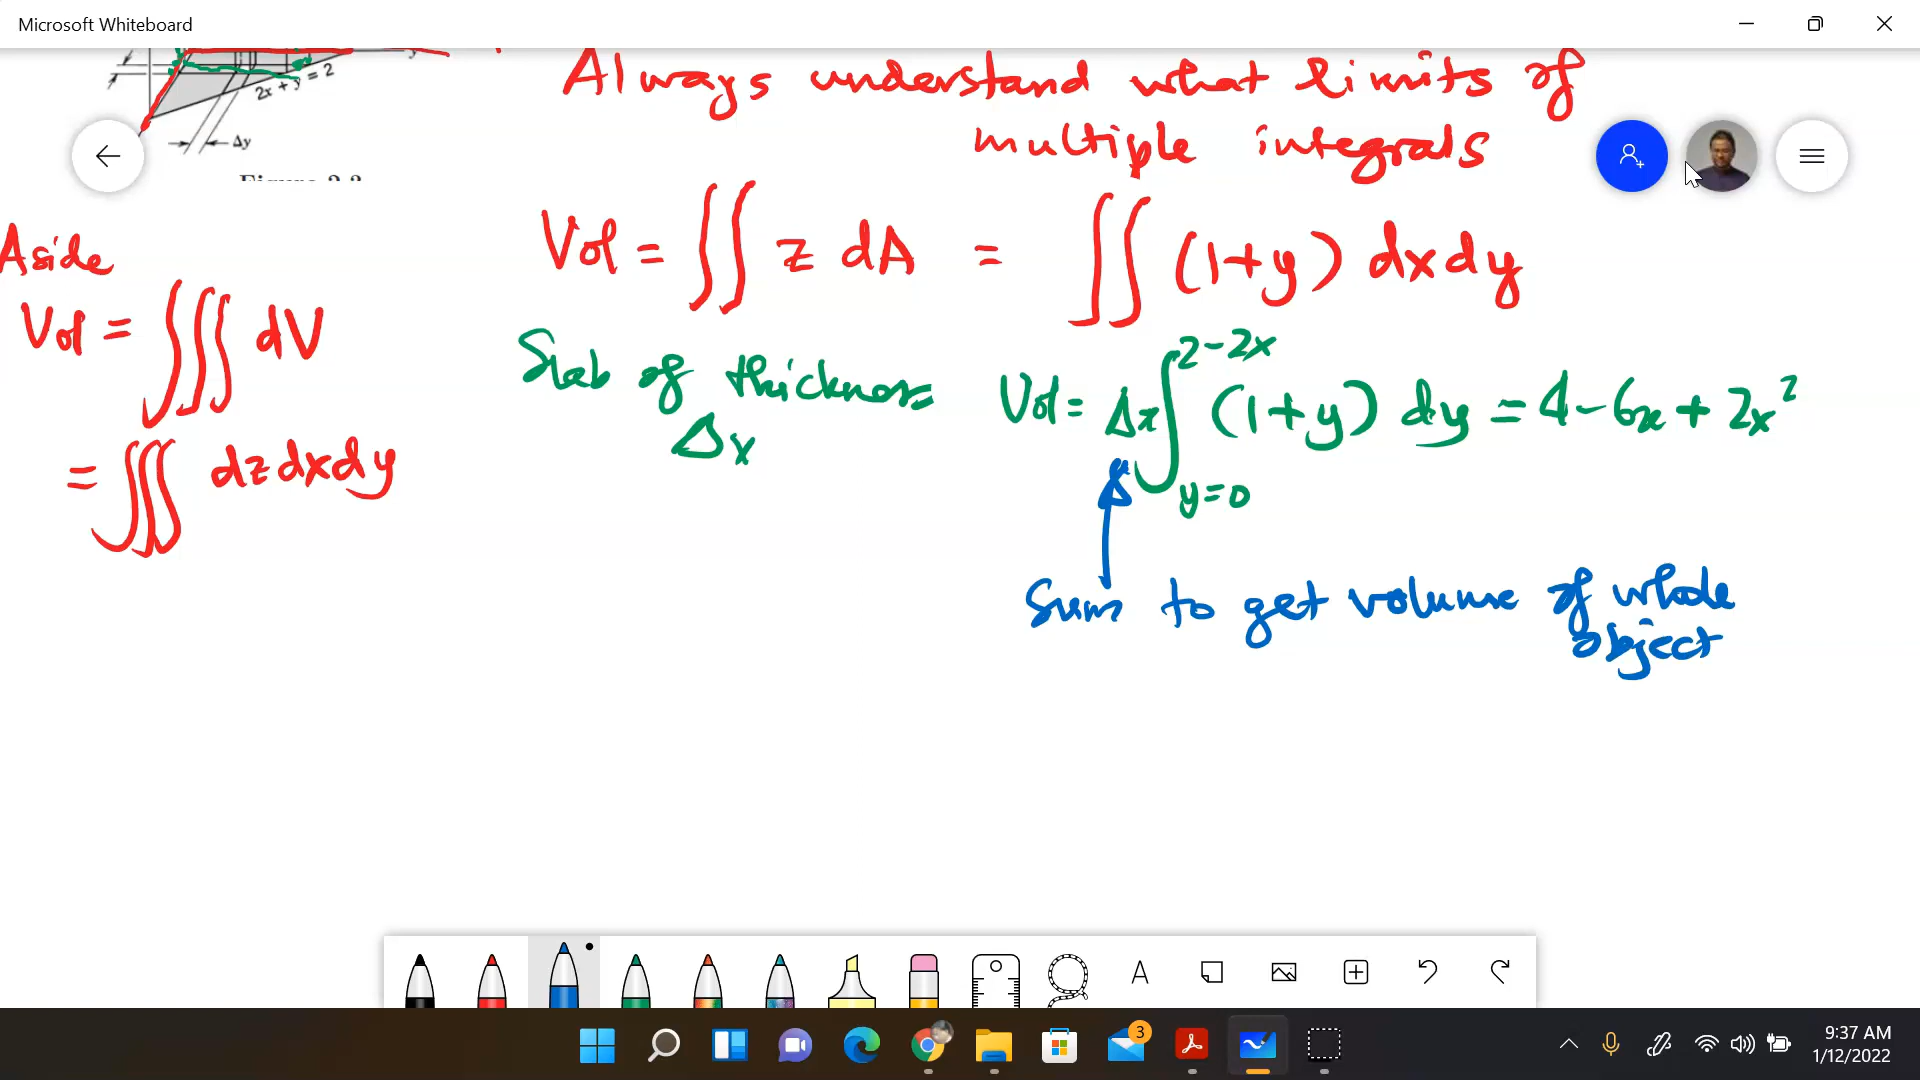 Microsoft Whiteboard
2x + y = 2
Δy
Always understand what limits of
multiple integrals
Vol = ∬ z dA = ∬ (1+y) dxdy
Aside
Vol = ∭ dV
= ∭ dz dx dy
Slab of thickness
Δx
Vol = Δx ∫_{y=0}^{2-2x} (1+y) dy = 4-6x+2x²
Sum to get volume of whole
object
A
3
9:37 AM
1/12/2022